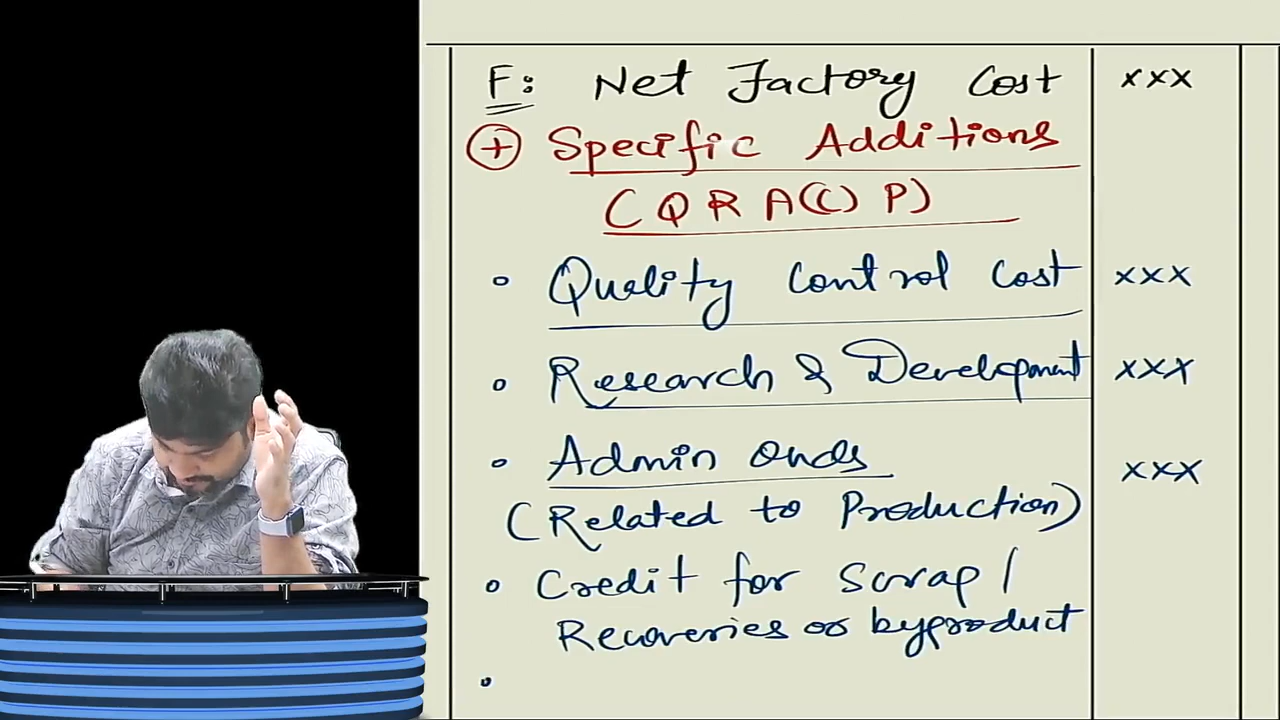 F: Net Factory Cost xxx
+ Specific Additions
(QRA(C)P)
• Quality Control Cost xxx
• Research & Development xxx
• Admin OHDs xxx
(Related to Production)
• Credit for Scrap /
Recoveries or byproduct
•